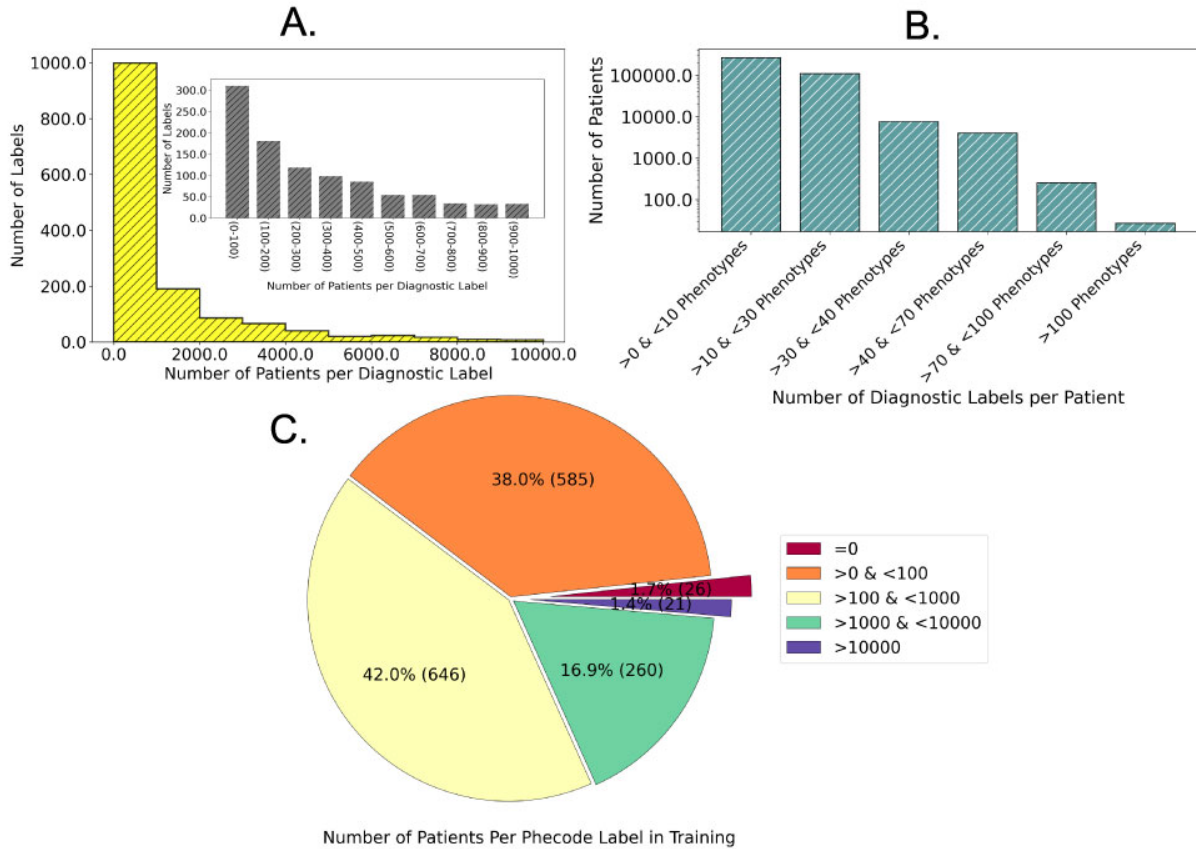 A.
1000.0
800.0
600.0
400.0
200.0
0.0
Number of Labels
0.0
2000.0
4000.0
6000.0
8000.0
10000.0
Number of Patients per Diagnostic Label
300.0
250.0
200.0
150.0
100.0
50.0
0.0
Number of Labels
(0-100)
(100-200)
(200-300)
(300-400)
(400-500)
(500-600)
(600-700)
(700-800)
(800-900)
(900-1000)
Number of Patients per Diagnostic Label
B.
100000.0
10000.0
1000.0
100.0
Number of Patients
>0 & <10 Phenotypes
>10 & <30 Phenotypes
>30 & <40 Phenotypes
>40 & <70 Phenotypes
>70 & <100 Phenotypes
>100 Phenotypes
Number of Diagnostic Labels per Patient
C.
38.0% (585)
1.7% (26)
1.4% (21)
42.0% (646)
16.9% (260)
=0
>0 & <100
>100 & <1000
>1000 & <10000
>10000
Number of Patients Per Phecode Label in Training